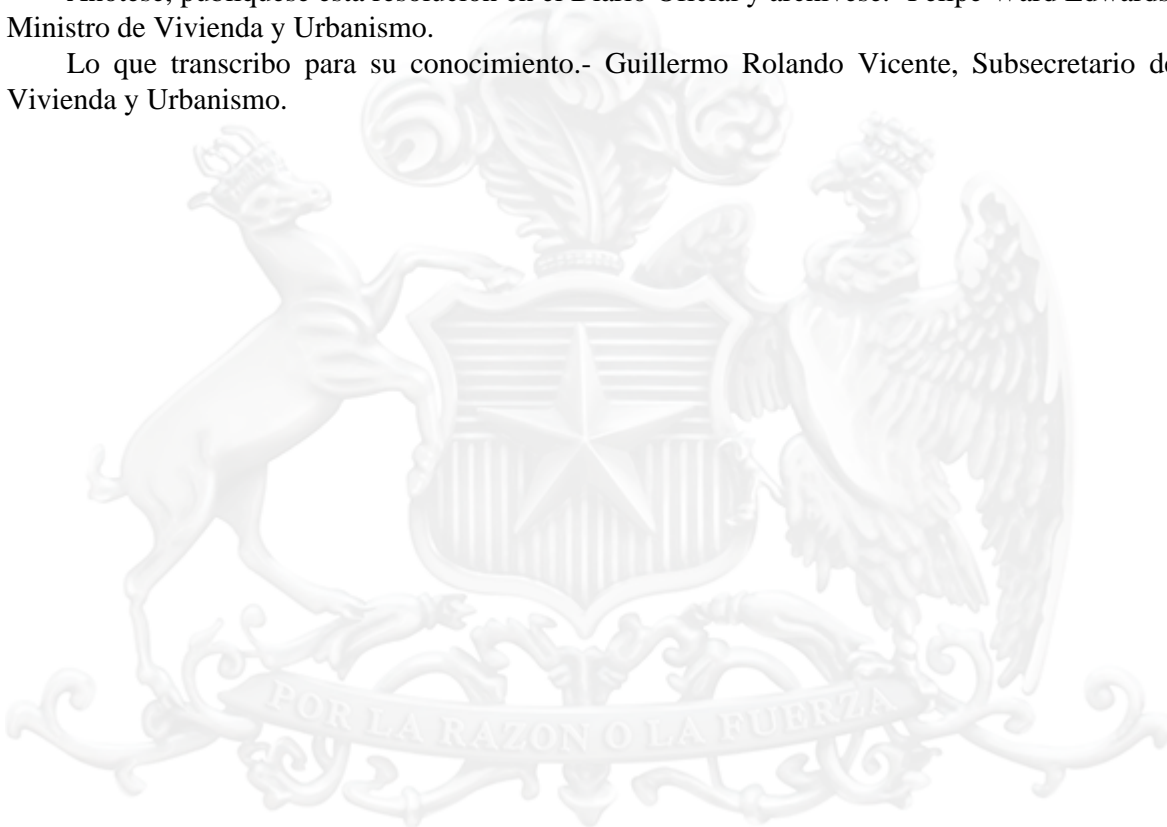 Anótese, publíquese esta resolución en el Diario Oficial y archívese.- Felipe Ward Edwards,
Ministro de Vivienda y Urbanismo.
Lo que transcribo para su conocimiento.- Guillermo Rolando Vicente, Subsecretario de
Vivienda y Urbanismo.
POR LA RAZON O LA FUERZA